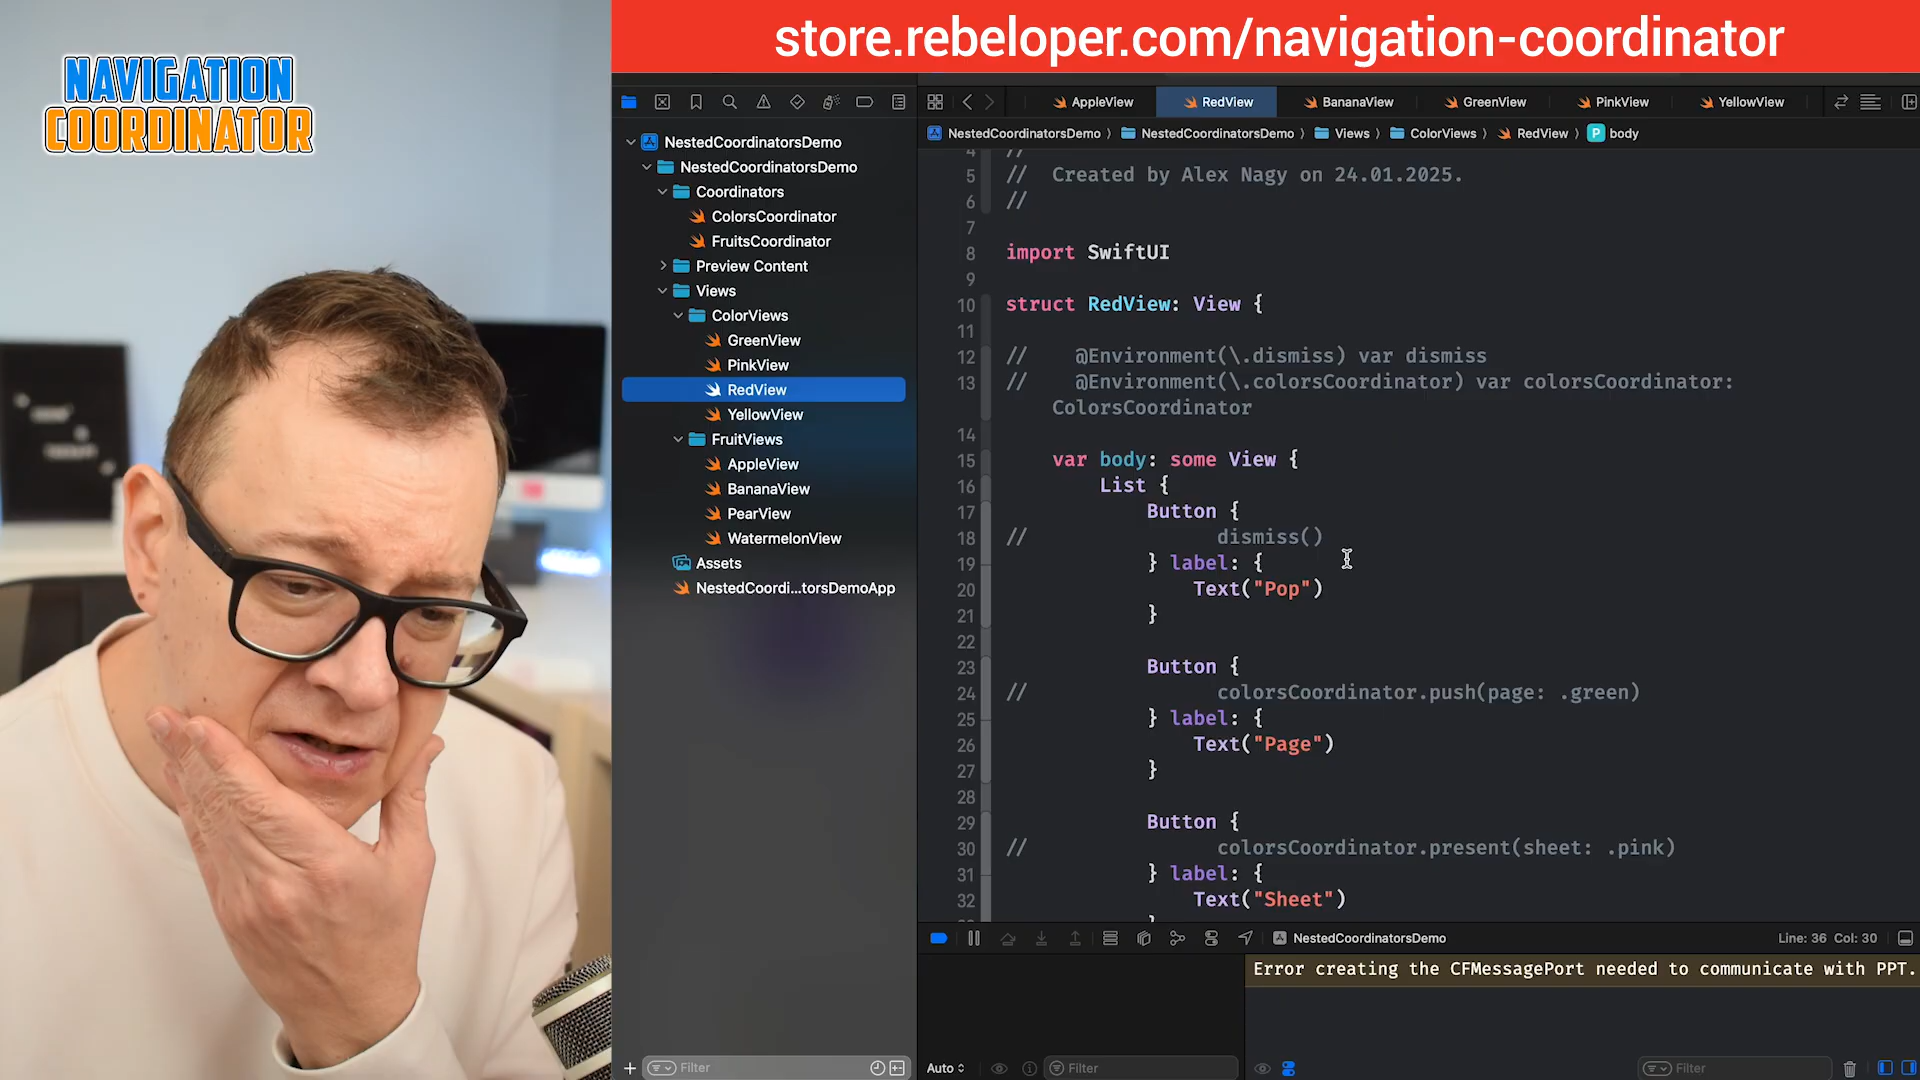 store.rebeloper.com/navigation-coordinator
NAVIGATION
COORDINATOR
NestedCoordinatorsDemo
NestedCoordinatorsDemo
Coordinators
ColorsCoordinator
FruitsCoordinator
Preview Content
Views
ColorViews
GreenView
PinkView
RedView
YellowView
FruitViews
AppleView
BananaView
PearView
WatermelonView
Assets
NestedCoordi...torsDemoApp
Filter
AppleView RedView BananaView GreenView PinkView YellowView
NestedCoordinatorsDemo NestedCoordinatorsDemo Views ColorViews RedView P body
4 //
5 // Created by Alex Nagy on 24.01.2025.
6 //
7
8 import SwiftUI
9
10 struct RedView: View {
11
12 // @Environment(\.dismiss) var dismiss
13 // @Environment(\.colorsCoordinator) var colorsCoordinator:
ColorsCoordinator
14
15 var body: some View {
16 List {
17 Button {
18 // dismiss()
19 } label: {
20 Text("Pop")
21 }
22
23 Button {
24 // colorsCoordinator.push(page: .green)
25 } label: {
26 Text("Page")
27 }
28
29 Button {
30 // colorsCoordinator.present(sheet: .pink)
31 } label: {
32 Text("Sheet")
NestedCoordinatorsDemo Line: 36 Col: 30
Error creating the CFMessagePort needed to communicate with PPT.
Auto Filter Filter